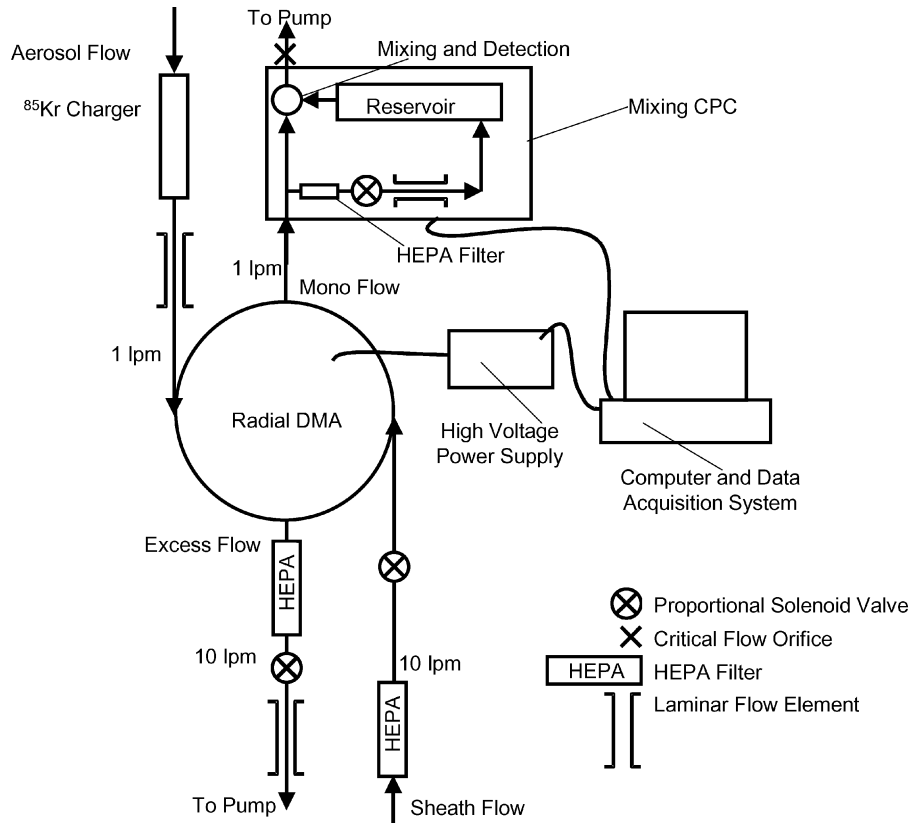 To Pump
Mixing and Detection
Aerosol Flow
⁸⁵Kr Charger
Reservoir
Mixing CPC
HEPA Filter
1 lpm
Mono Flow
1 lpm
Radial DMA
High Voltage
Power Supply
Computer and Data
Acquisition System
Excess Flow
HEPA
10 lpm
10 lpm
HEPA
To Pump
Sheath Flow
Proportional Solenoid Valve
Critical Flow Orifice
HEPA
HEPA Filter
Laminar Flow Element